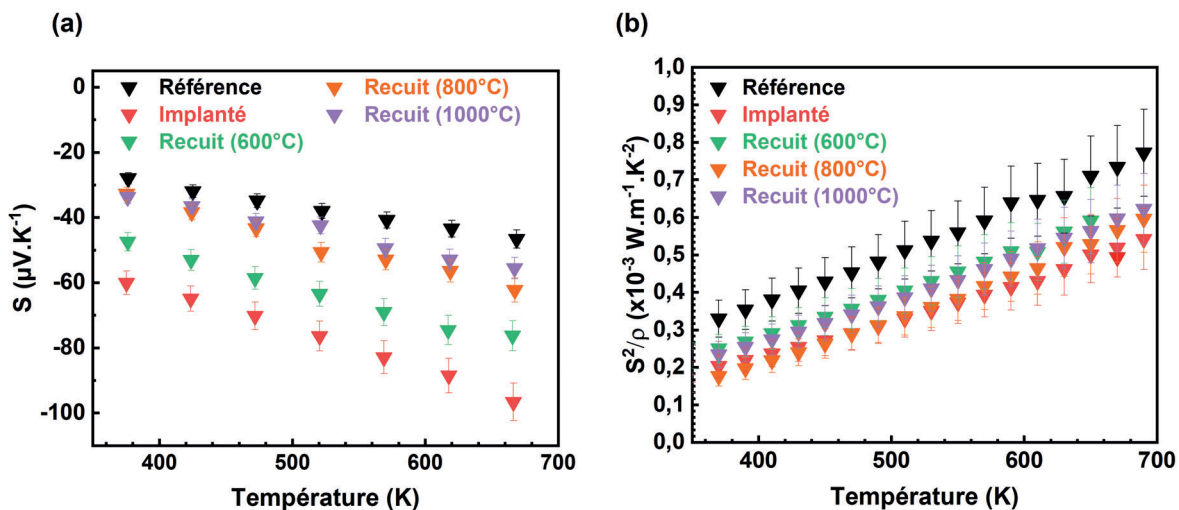 (a)
S (µV.K-1)
0
-20
-40
-60
-80
-100
Référence
Implanté
Recuit (600°C)
Recuit (800°C)
Recuit (1000°C)
400
500
600
700
Température (K)
(b)
S2/ρ (x10-3 W.m-1.K-2)
1,0
0,9
0,8
0,7
0,6
0,5
0,4
0,3
0,2
0,1
0,0
Référence
Implanté
Recuit (600°C)
Recuit (800°C)
Recuit (1000°C)
400
500
600
700
Température (K)